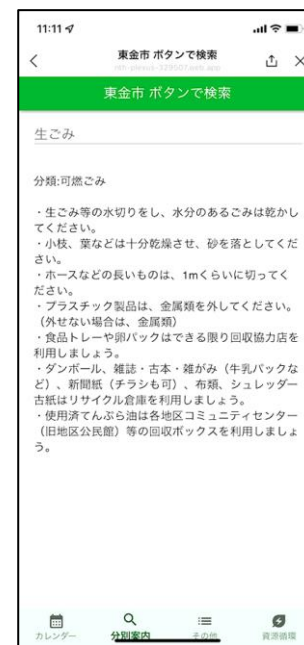 11:11
東金市 ボタンで検索
東金市 ボタンで検索
生ごみ
分類:可燃ごみ
・生ごみ等の水切りをし、水分のあるごみは乾かし
てください。
・小枝、葉などは十分乾燥させ、砂を落としてくだ
さい。
・ホースなどの長いものは、1mくらいに切ってく
ださい。
・プラスチック製品は、金属類を外してください。
（外せない場合は、金属類）
・食品トレーや卵パックはできる限り回収協力店を
利用しましょう。
・ダンボール、雑誌・古本・雑がみ（牛乳パックな
ど）、新聞紙（チラシも可）、布類、シュレッダー
古紙はリサイクル倉庫を利用しましょう。
・使用済てんぷら油は各地区コミュニティセンター
（旧地区公民館）等の回収ボックスを利用しましょ
う。
カレンダー
分別案内
その他
資源循環